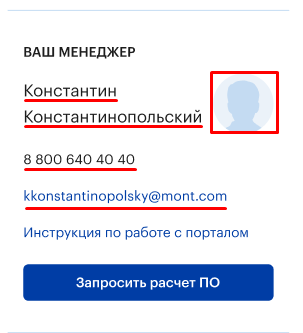 ВАШ МЕНЕДЖЕР
Константин
Константинопольский
8 800 640 40 40
kkonstantinopolsky@mont.com
Инструкция по работе с порталом
Запросить расчет ПО